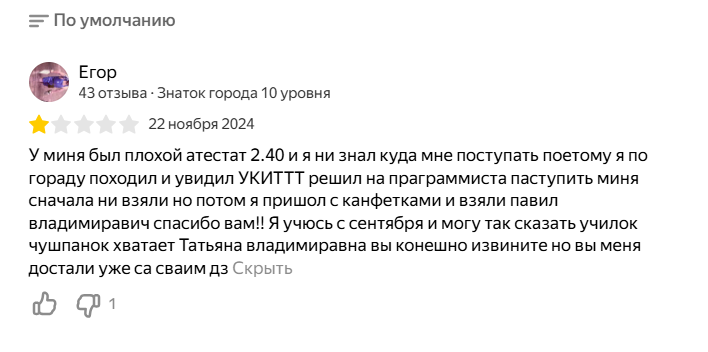 По умолчанию
Егор
43 отзыва · Знаток города 10 уровня
22 ноября 2024
У миня был плохой атестат 2.40 и я ни знал куда мне поступать поетому я по
гораду походил и увидил УКИТТТ решил на праграммиста паступить миня
сначала ни взяли но потом я пришол с канфетками и взяли павил
владимиравич спасибо вам!! Я учюсь с сентября и могу так сказать училок
чушпанок хватает Татьяна владимиравна вы конешно извините но вы меня
достали уже са сваим дз Скрыть
1